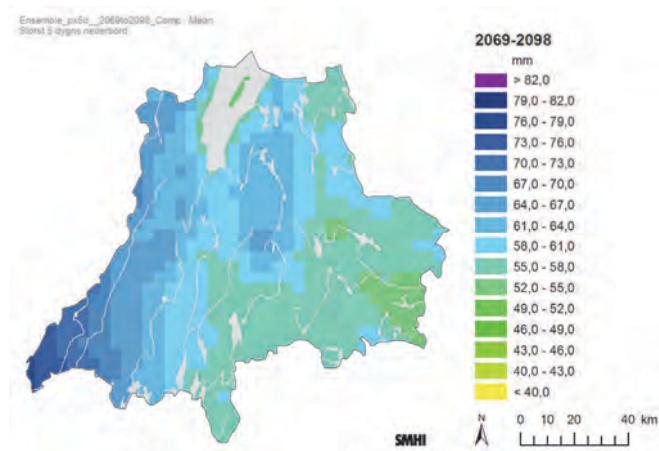 Ensemble_px5d__2069to2098_Comp : Mean
Störst 5 dygns nederbörd
2069-2098
mm
> 82,0
79,0 - 82,0
76,0 - 79,0
73,0 - 76,0
70,0 - 73,0
67,0 - 70,0
64,0 - 67,0
61,0 - 64,0
58,0 - 61,0
55,0 - 58,0
52,0 - 55,0
49,0 - 52,0
46,0 - 49,0
43,0 - 46,0
40,0 - 43,0
< 40,0
SMHI
N
0 10 20 40 km